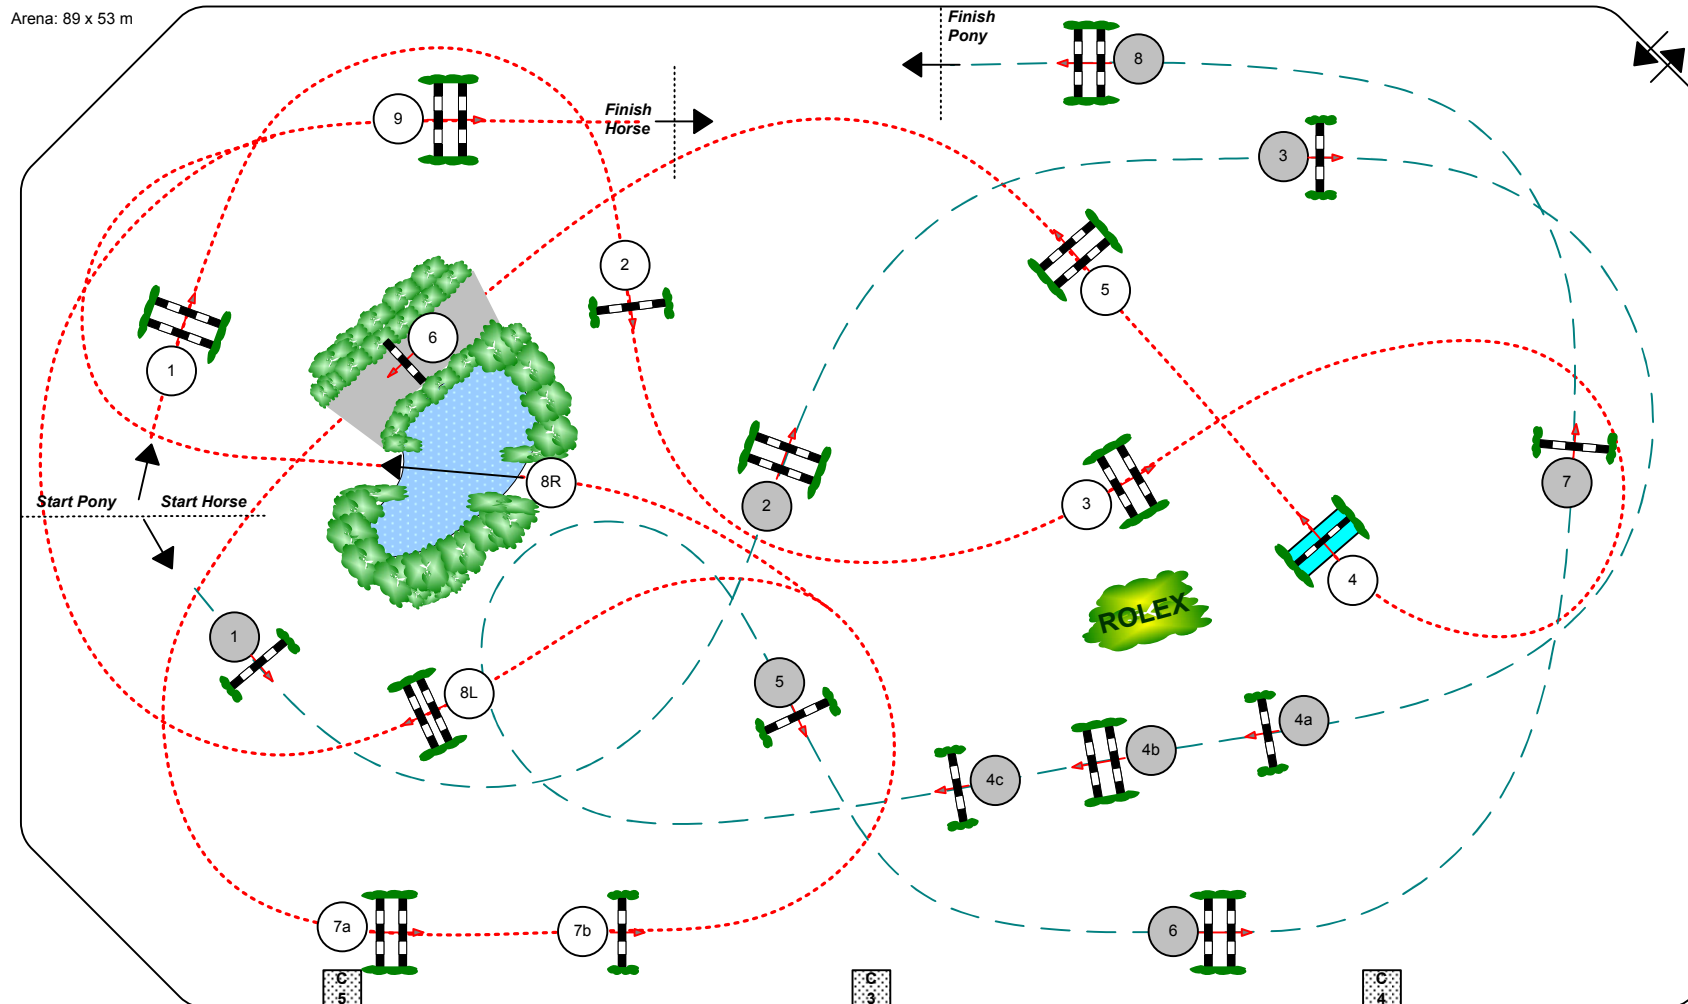 Arena: 89 x 53 m
Finish
Pony
8
9
Finish
Horse
3
2
5
6
1
8R
2
3
7
Start Pony
Start Horse
4
ROLEX
1
8L
5
4a
4b
4c
7a
7b
6
C
5
C
3
C
4